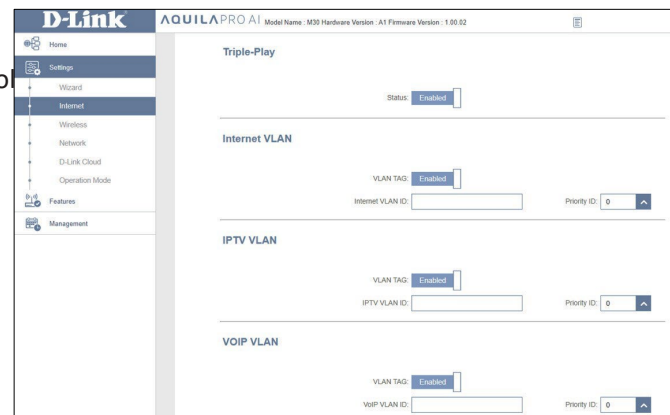 D-Link
AQUILA PRO AI Model Name : M30 Hardware Version : A1 Firmware Version : 1.00.02
Home
Settings
Wizard
Internet
Wireless
Network
D-Link Cloud
Operation Mode
Features
Management
Triple-Play
Status: Enabled
Internet VLAN
VLAN TAG: Enabled
Internet VLAN ID: Priority ID: 0
IPTV VLAN
VLAN TAG: Enabled
IPTV VLAN ID: Priority ID: 0
VOIP VLAN
VLAN TAG: Enabled
VoIP VLAN ID: Priority ID: 0